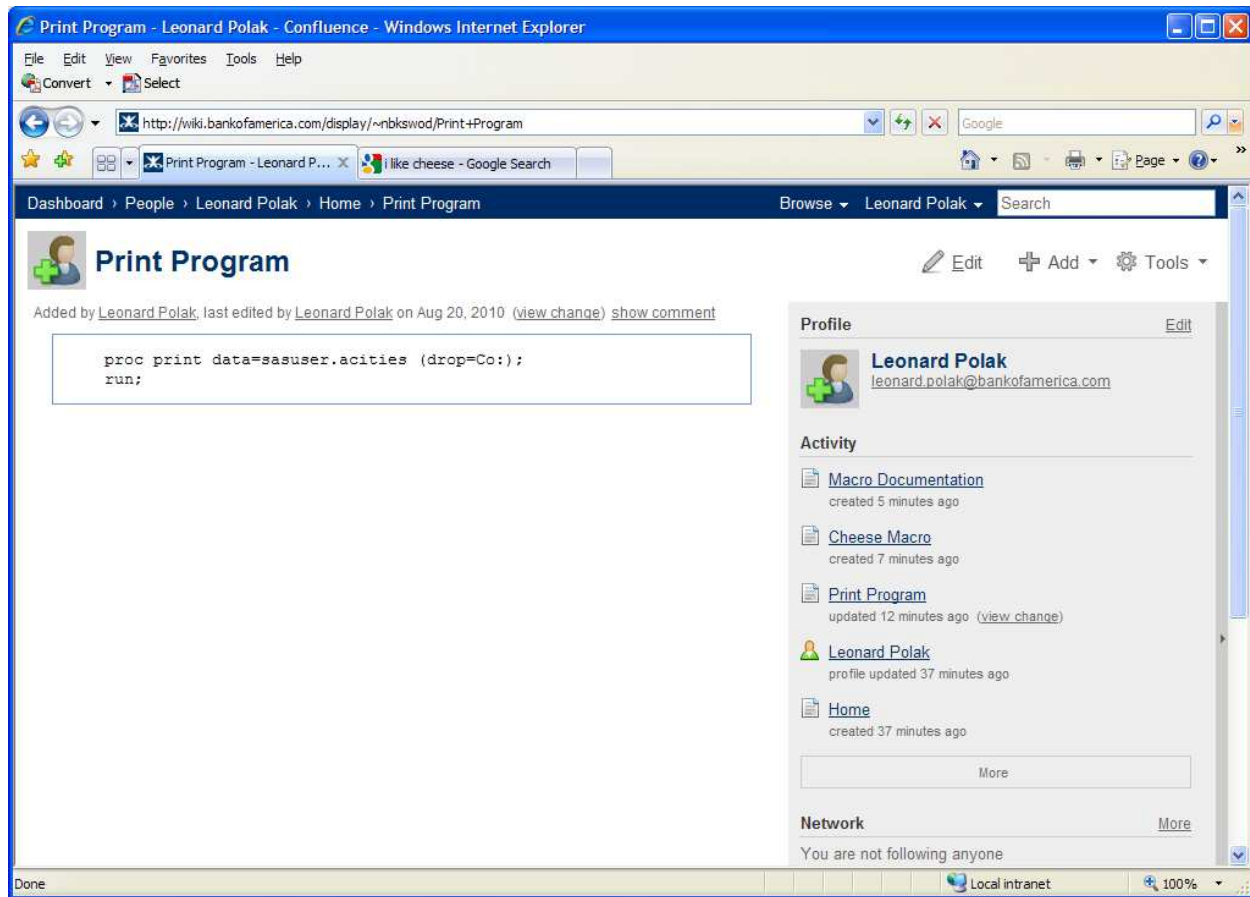 Print Program - Leonard Polak - Confluence - Windows Internet Explorer
File Edit View Favorites Tools Help
Convert Select
http://wiki.bankofamerica.com/display/~nbkswod/Print+Program
Google
Print Program - Leonard P... i like cheese - Google Search
Page
Dashboard › People › Leonard Polak › Home › Print Program
Browse Leonard Polak Search
Print Program
Edit Add Tools
Added by Leonard Polak, last edited by Leonard Polak on Aug 20, 2010 (view change) show comment
proc print data=sasuser.acities (drop=Co:);
run;
Profile Edit
Leonard Polak
leonard.polak@bankofamerica.com
Activity
Macro Documentation
created 5 minutes ago
Cheese Macro
created 7 minutes ago
Print Program
updated 12 minutes ago (view change)
Leonard Polak
profile updated 37 minutes ago
Home
created 37 minutes ago
More
Network More
You are not following anyone
Done Local intranet 100%